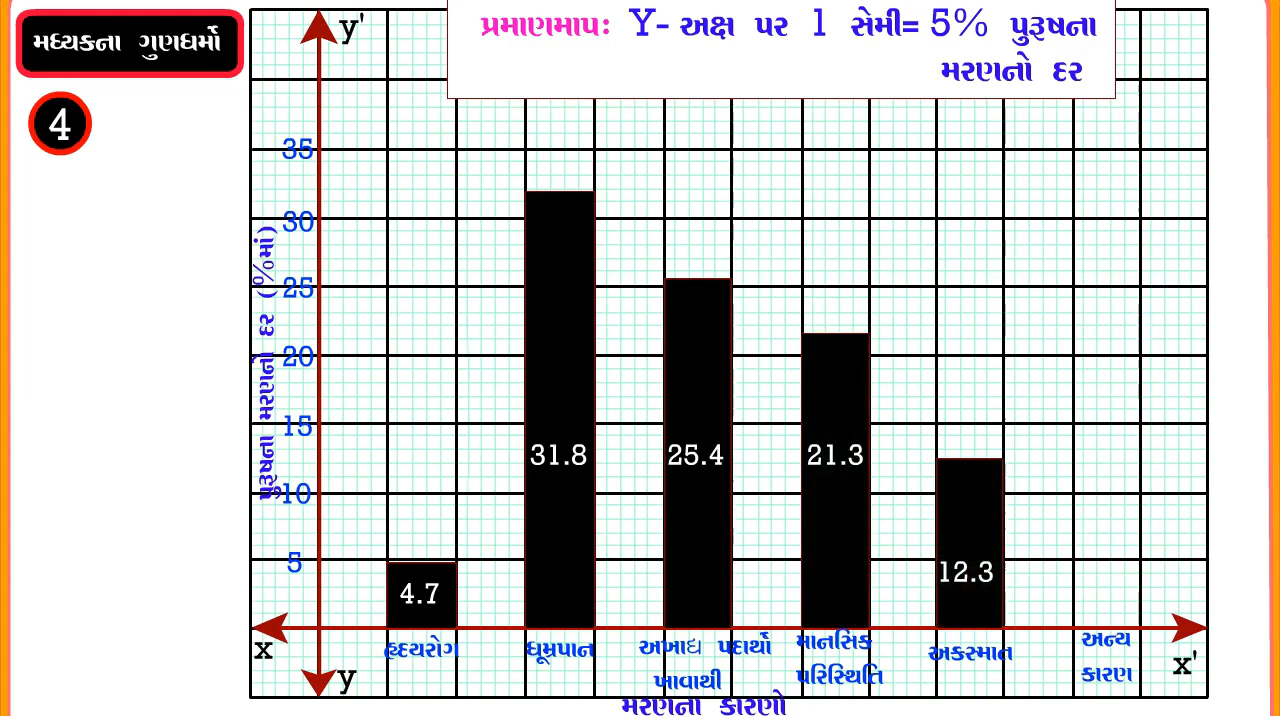 મધ્યકના ગુણધર્મો
4
પ્રમાણમાપઃ Y- અક્ષ પર 1 સેમી= 5% પુરૂષના
મરણનો દર
y'
35
30
25
20
15
10
5
પુરૂષના મરણનો દર (%માં)
4.7
31.8
25.4
21.3
12.3
x
y
x'
હૃદયરોગ
ધૂમ્રપાન
અખાદ્ય પદાર્થો
ખાવાથી
માનસિક
પરિસ્થિતિ
અકસ્માત
અન્ય
કારણ
મરણના કારણો